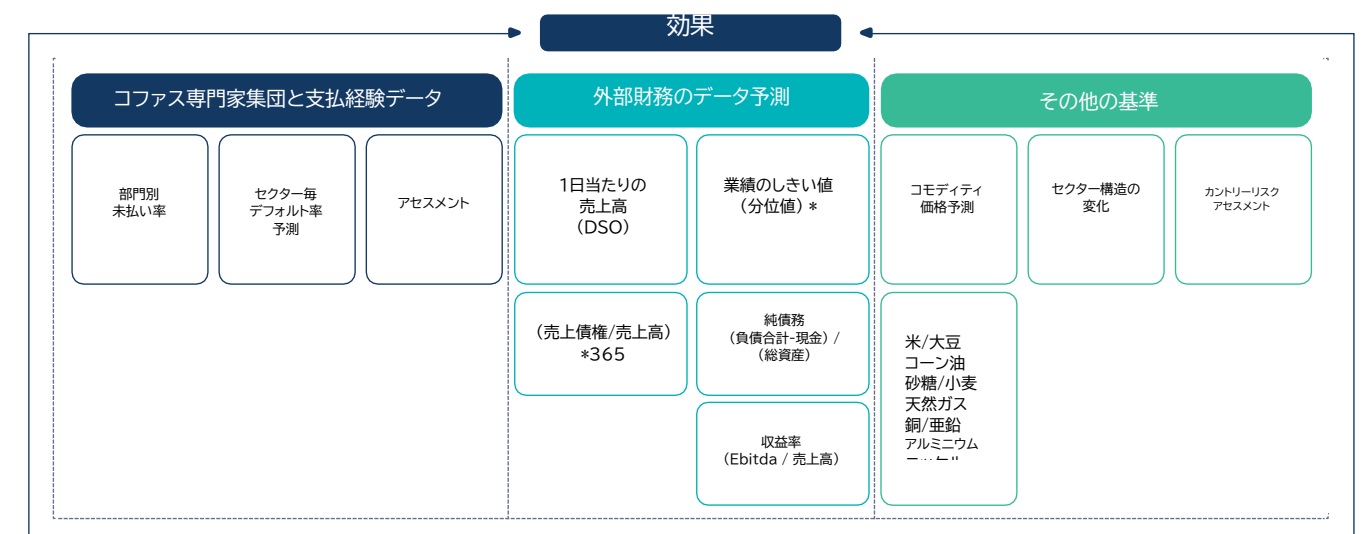 効果
コファス専門家集団と支払経験データ
外部財務のデータ予測
その他の基準
部門別
未払い率
セクター毎
デフォルト率
予測
アセスメント
1日当たりの
売上高
(DSO)
業績のしきい値
(分位値) *
コモディティ
価格予測
セクター構造の
変化
カントリーリスク
アセスメント
(売上債権/売上高)
*365
純債務
(負債合計-現金) /
(総資産)
収益率
(Ebitda / 売上高)
米/大豆
コーン油
砂糖/小麦
天然ガス
銅/亜鉛
アルミニウム